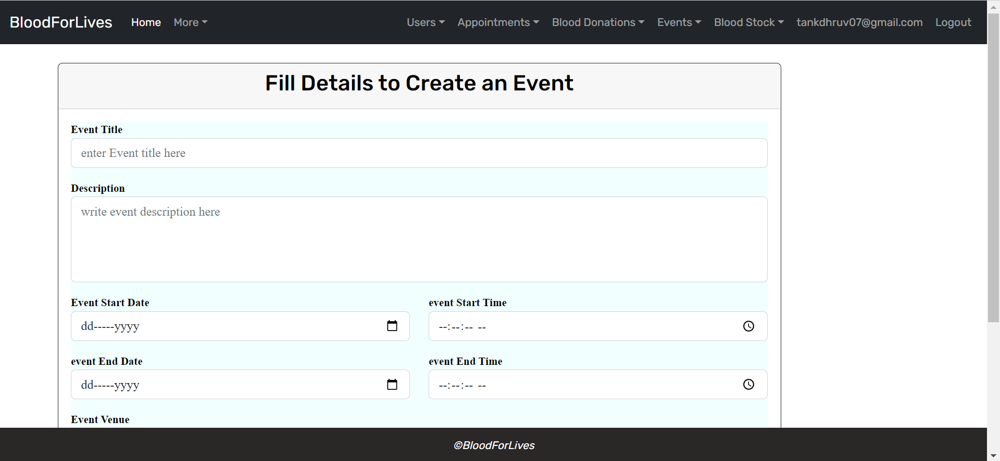 BloodForLives Home More Users Appointments Blood Donations Events Blood Stock tankdhruv07@gmail.com Logout
Fill Details to Create an Event
Event Title
enter Event title here
Description
write event description here
Event Start Date event Start Time
dd-----yyyy --:--:-- --
event End Date event End Time
dd-----yyyy --:--:-- --
Event Venue
©BloodForLives